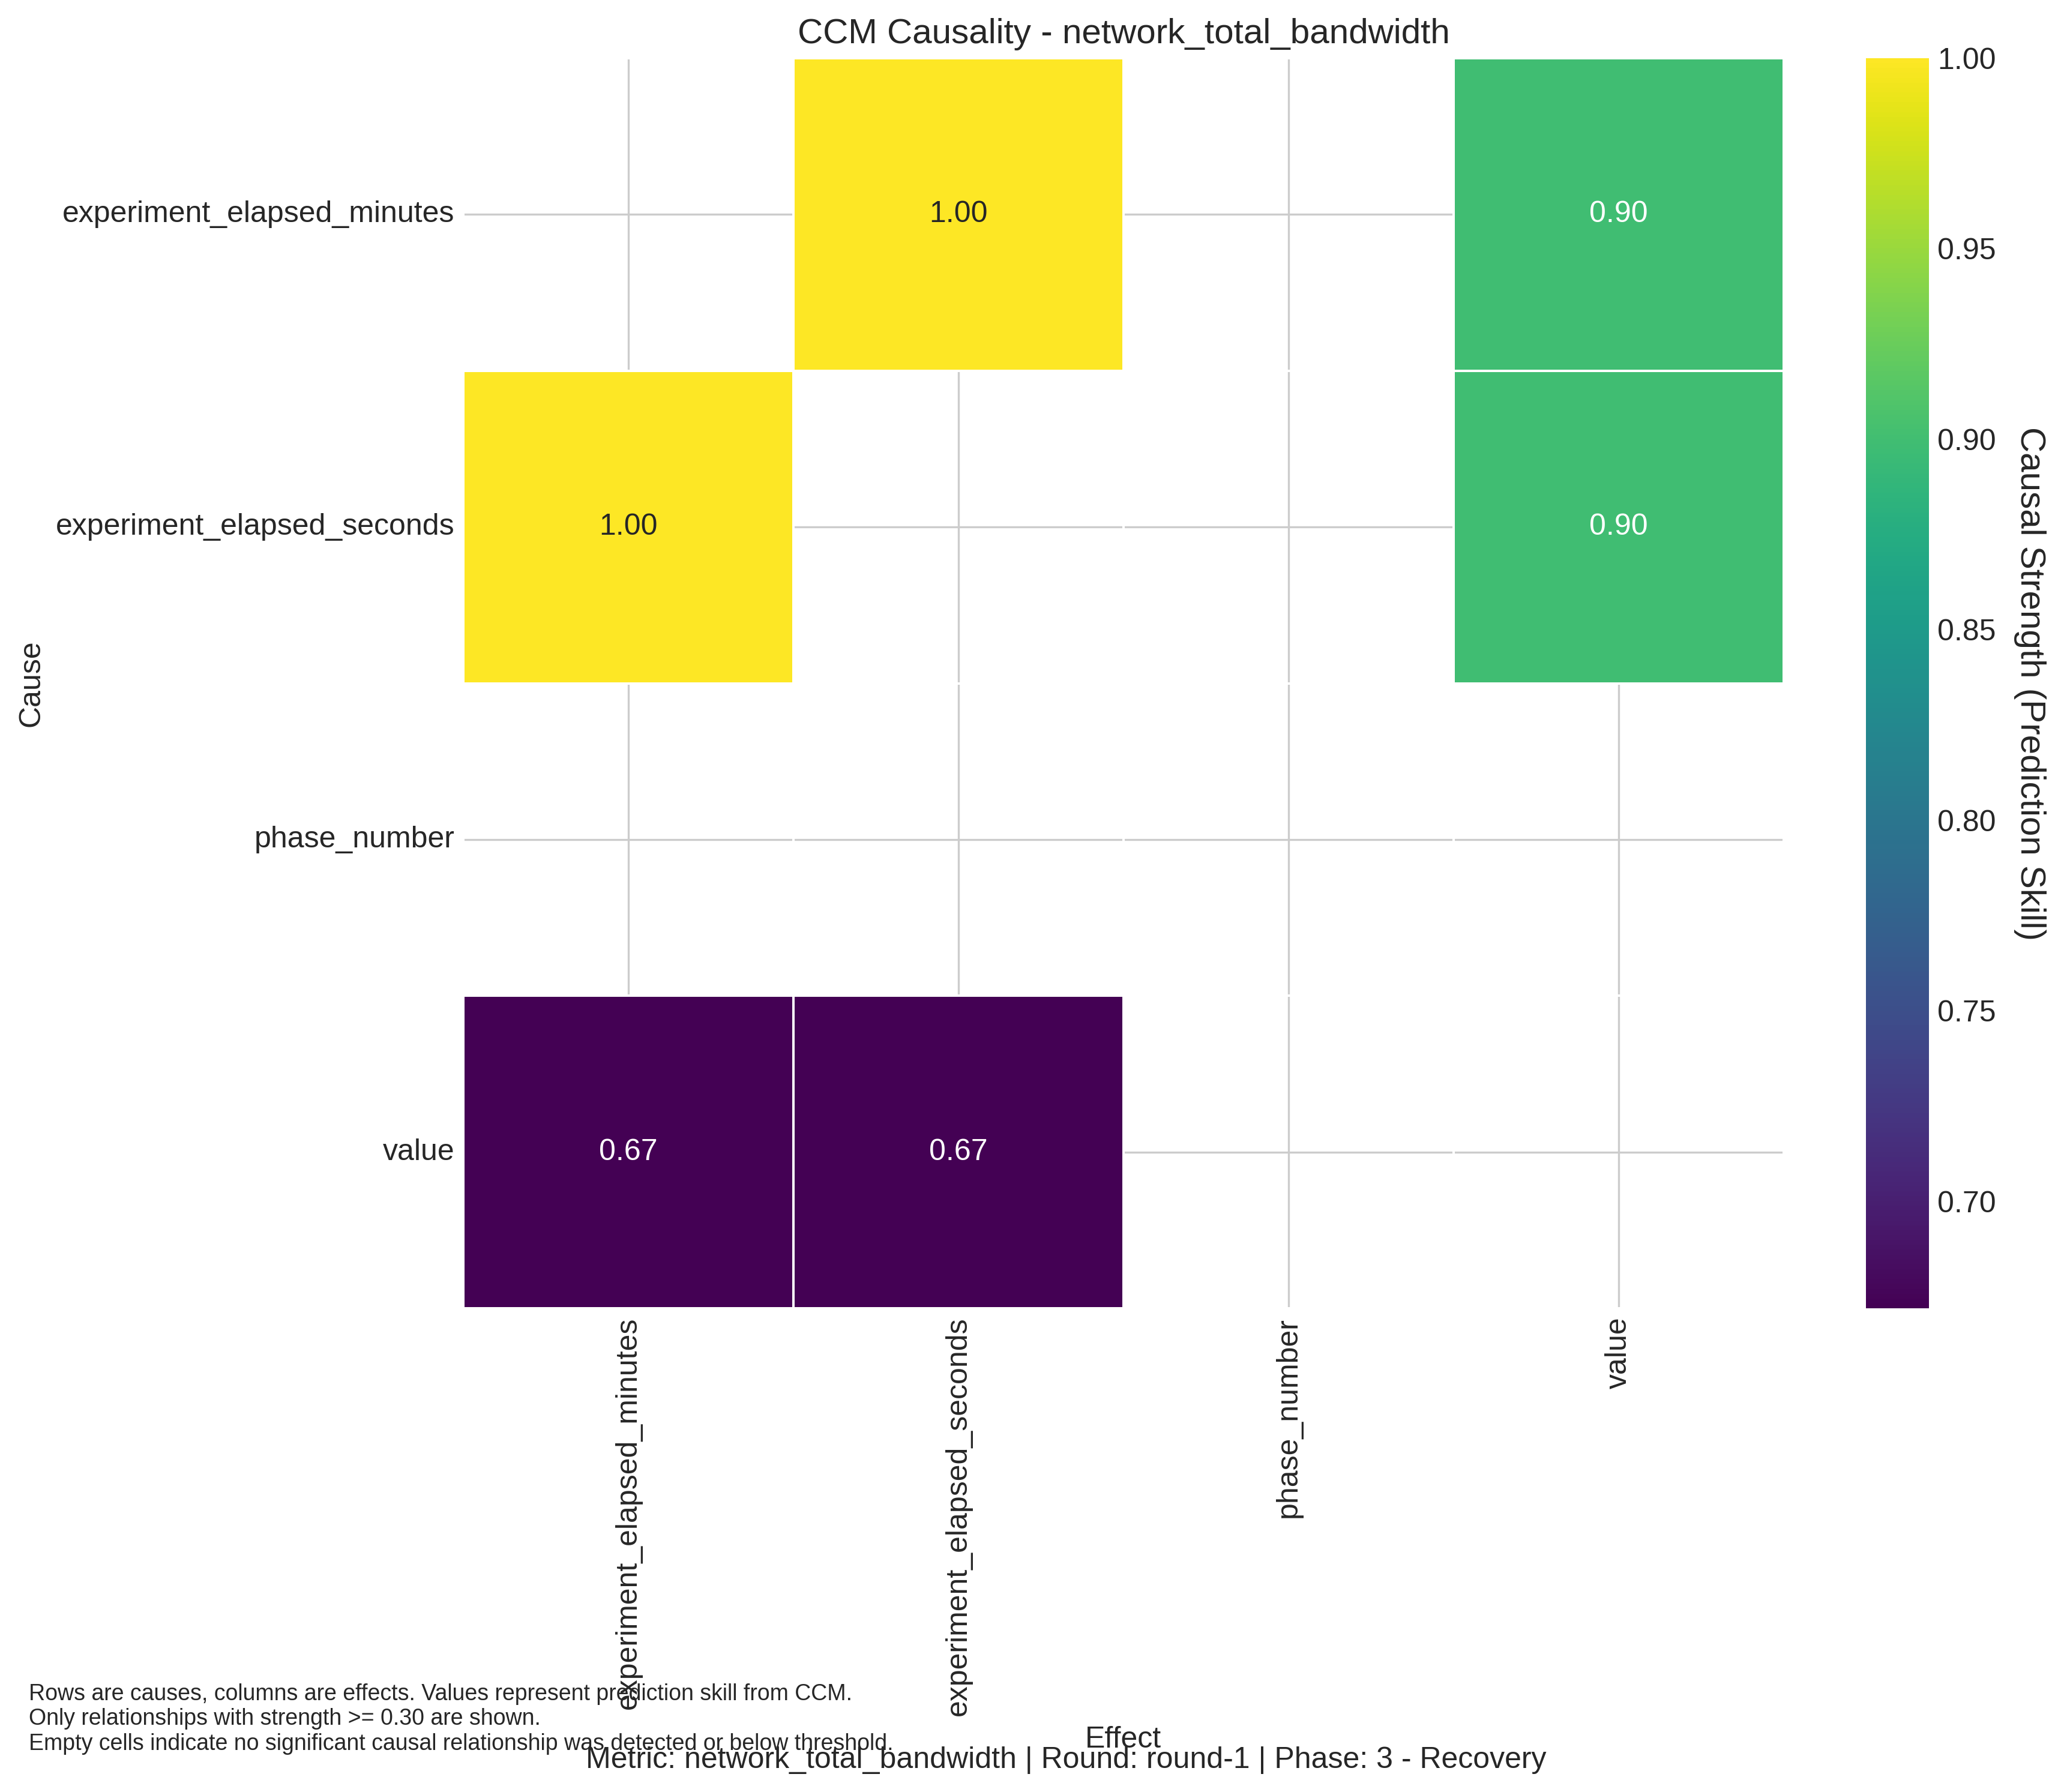 CCM Causality - network_total_bandwidth
1.00
0.95
0.90
0.85
0.80
0.75
0.70
Causal Strength (Prediction Skill)
Cause
experiment_elapsed_minutes
1.00
0.90
experiment_elapsed_seconds
1.00
0.90
phase_number
value
0.67
0.67
experiment_elapsed_minutes
experiment_elapsed_seconds
phase_number
value
Effect
Rows are causes, columns are effects. Values represent prediction skill from CCM.
Only relationships with strength >= 0.30 are shown.
Empty cells indicate no significant causal relationship was detected or below threshold.
Metric: network_total_bandwidth | Round: round-1 | Phase: 3 - Recovery